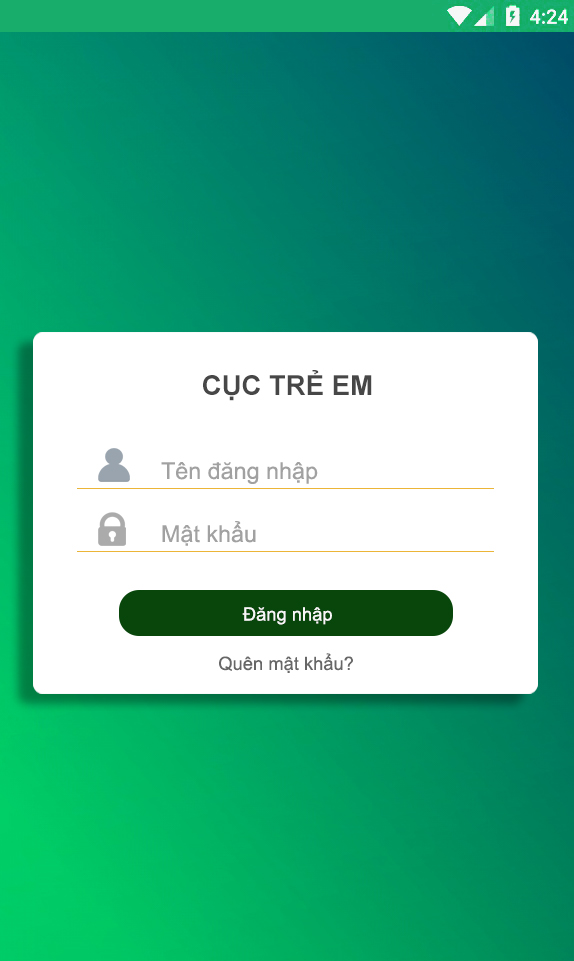 4:24
CỤC TRẺ EM
Tên đăng nhập
Mật khẩu
Đăng nhập
Quên mật khẩu?